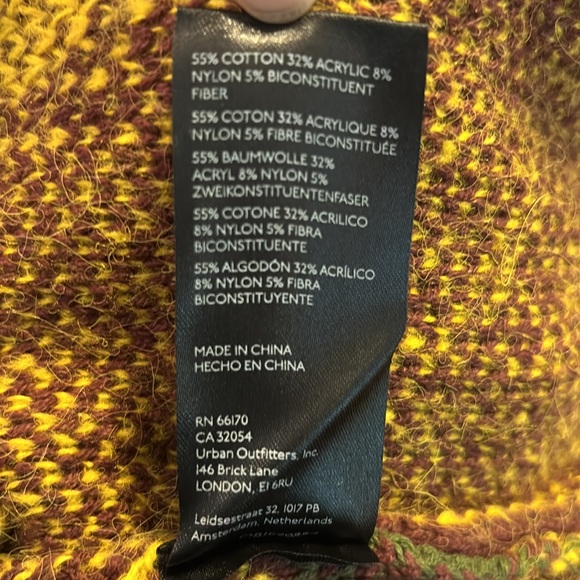 55% COTTON 32% ACRYLIC 8%
NYLON 5% BICONSTITUENT
FIBER
55% COTON 32% ACRYLIQUE 8%
NYLON 5% FIBRE BICONSTITUÉE
55% BAUMWOLLE 32%
ACRYL 8% NYLON 5%
ZWEIKONSTITUENTENFASER
55% COTONE 32% ACRILICO
8% NYLON 5% FIBRA
BICONSTITUENTE
55% ALGODÓN 32% ACRÍLICO
8% NYLON 5% FIBRA
BICONSTITUYENTE
MADE IN CHINA
HECHO EN CHINA
RN 66170
CA 32054
Urban Outfitters, Inc.
146 Brick Lane
LONDON, E1 6RU
Leidsestraat 32, 1017 PB
Amsterdam, Netherlands